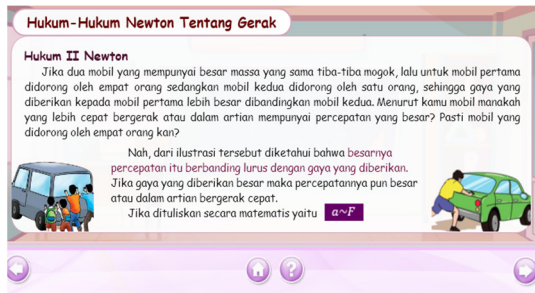 Hukum-Hukum Newton Tentang Gerak
Hukum II Newton
Jika dua mobil yang mempunyai besar massa yang sama tiba-tiba mogok, lalu untuk mobil pertama
didorong oleh empat orang sedangkan mobil kedua didorong oleh satu orang, sehingga gaya yang
diberikan kepada mobil pertama lebih besar dibandingkan mobil kedua. Menurut kamu mobil manakah
yang lebih cepat bergerak atau dalam artian mempunyai percepatan yang besar? Pasti mobil yang
didorong oleh empat orang kan?
Nah, dari ilustrasi tersebut diketahui bahwa besarnya
percepatan itu berbanding lurus dengan gaya yang diberikan.
Jika gaya yang diberikan besar maka percepatannya pun besar
atau dalam artian bergerak cepat.
Jika dituliskan secara matematis yaitu a~F
?